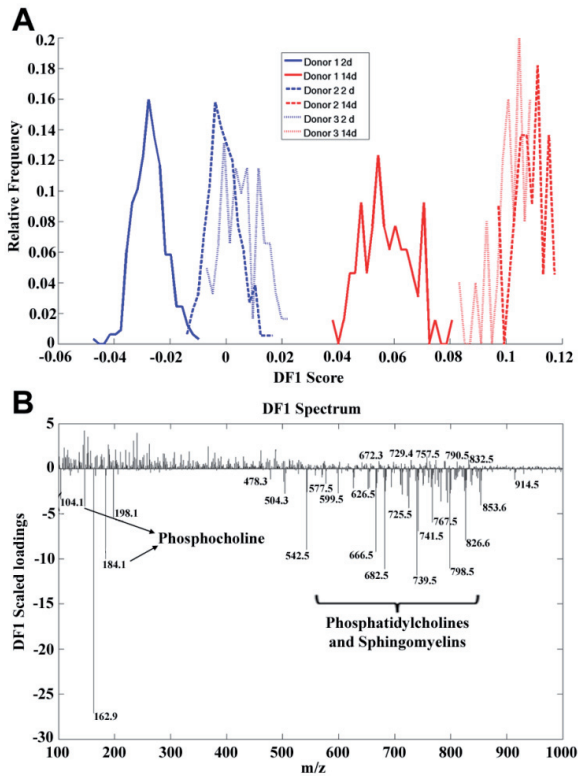 A
0.2
0.18
0.16
0.14
0.12
0.1
0.08
0.06
0.04
0.02
0
Relative Frequency
Donor 1 2d
Donor 1 14d
Donor 2 2 d
Donor 2 14d
Donor 3 2 d
Donor 3 14d
-0.06 -0.04 -0.02 0 0.02 0.04 0.06 0.08 0.1 0.12
DF1 Score
B
DF1 Spectrum
5
0
-5
-10
-15
-20
-25
-30
DF1 Scaled loadings
672.3 729.4 757.5 790.5 832.5
104.1 198.1 184.1 162.9
478.3 504.3 542.5 577.5 599.5 626.5
666.5 682.5 725.5 739.5 741.5 767.5 798.5 826.6 853.6 914.5
Phosphocholine
Phosphatidylcholines
and Sphingomyelins
100 200 300 400 500 600 700 800 900 1000
m/z